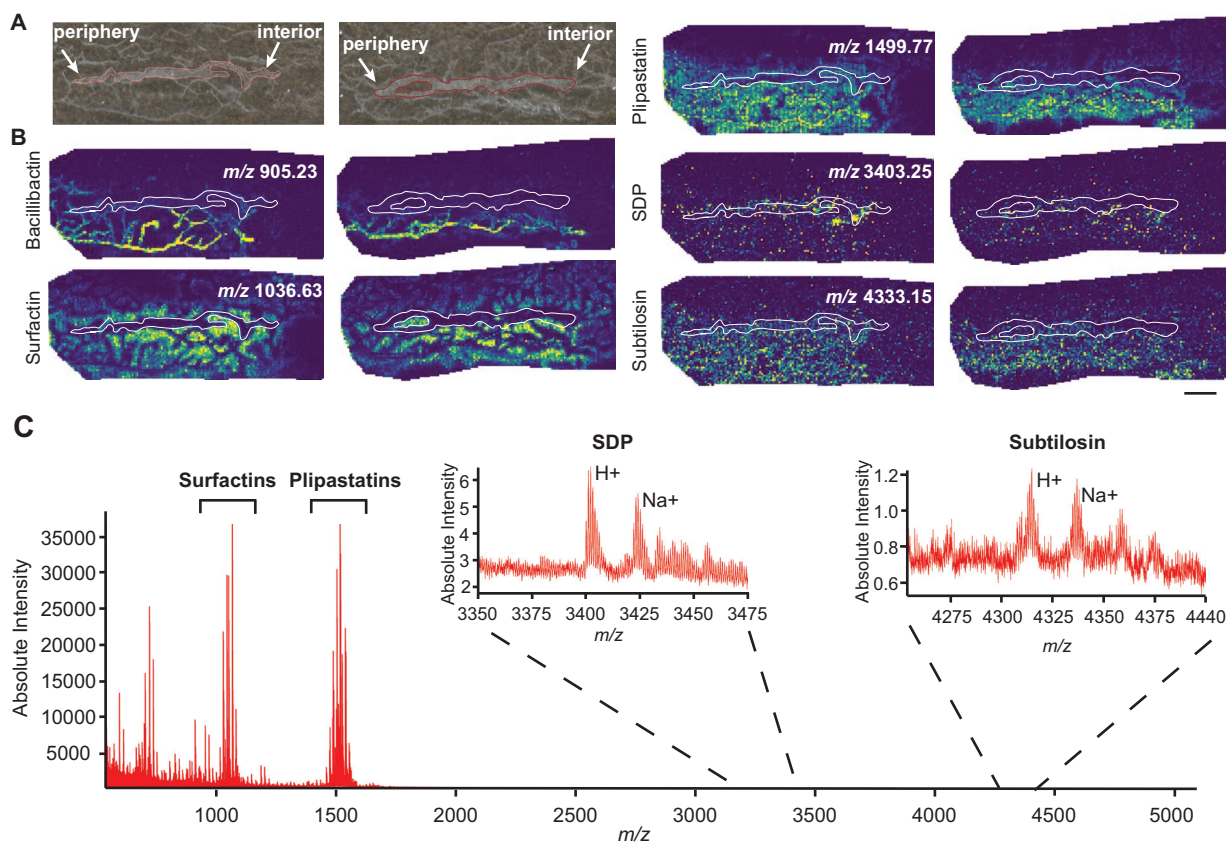 A
periphery
interior
periphery
interior
B
Bacillibactin
m/z 905.23
Surfactin
m/z 1036.63
Plipastatin
m/z 1499.77
SDP
m/z 3403.25
Subtilosin
m/z 4333.15
C
Surfactins
Plipastatins
Absolute Intensity
35000
30000
25000
20000
15000
10000
5000
1000
1500
2000
2500
3000
3500
4000
4500
5000
m/z
SDP
Absolute Intensity
6
5
4
3
2
H+
Na+
3350
3375
3400
3425
3450
3475
m/z
Subtilosin
Absolute Intensity
1.2
1.0
0.8
0.6
H+
Na+
4275
4300
4325
4350
4375
4440
m/z